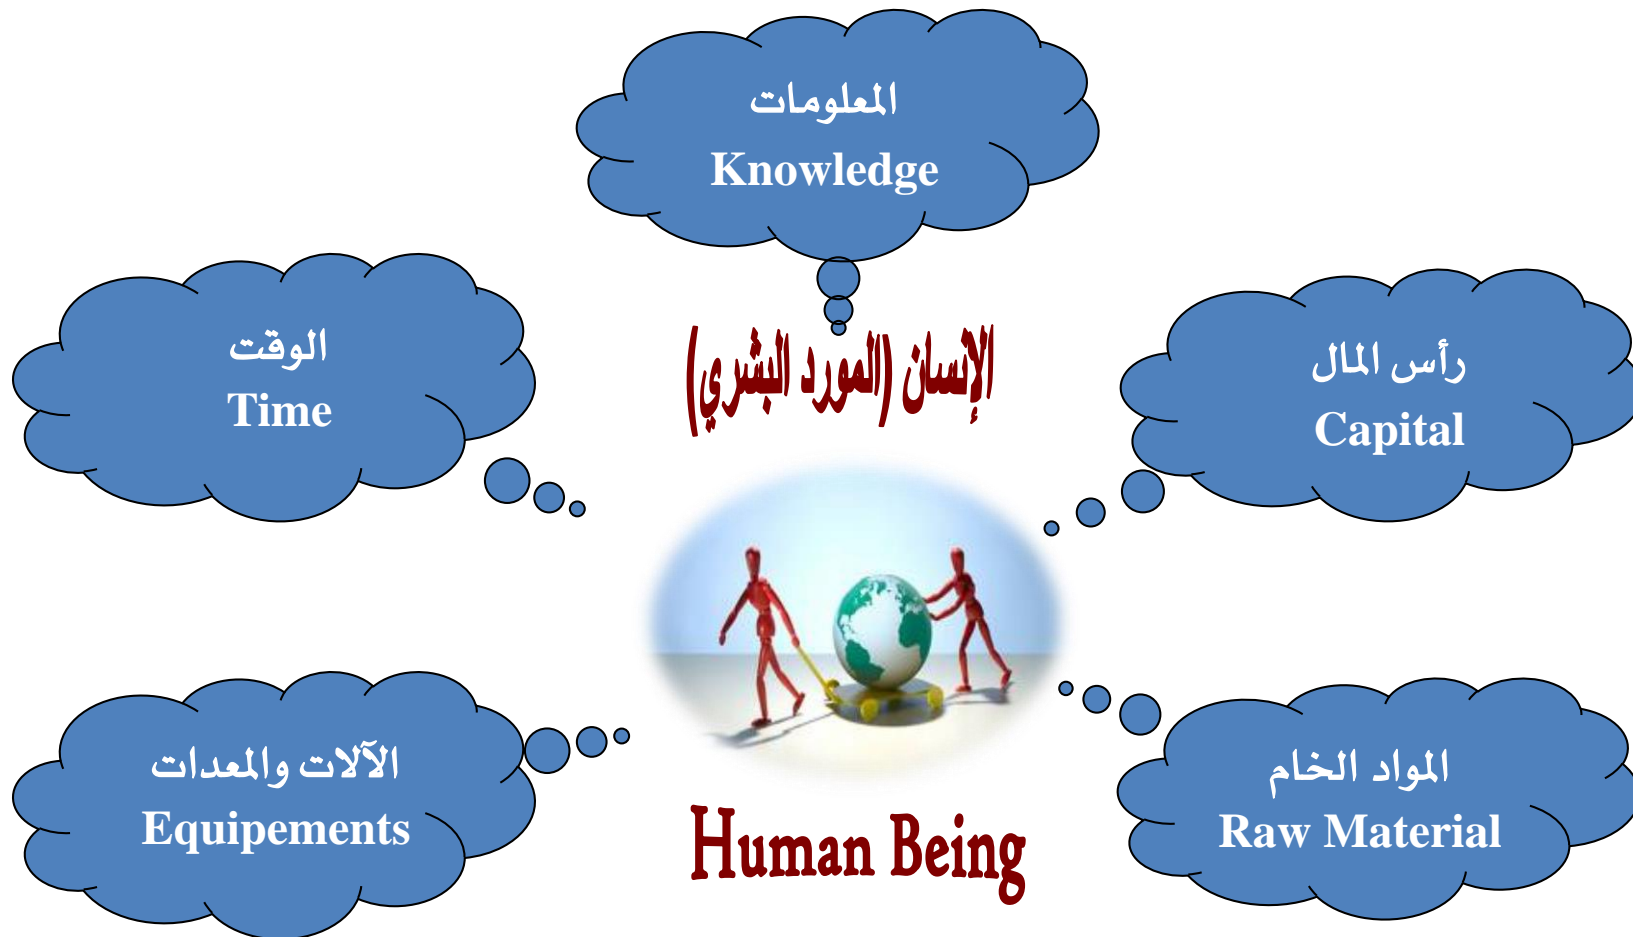 المعلومات
Knowledge
الوقت
Time
الإنسان (المورد البشري)
رأس المال
Capital
الآلات والمعدات
Equipements
Human Being
المواد الخام
Raw Material